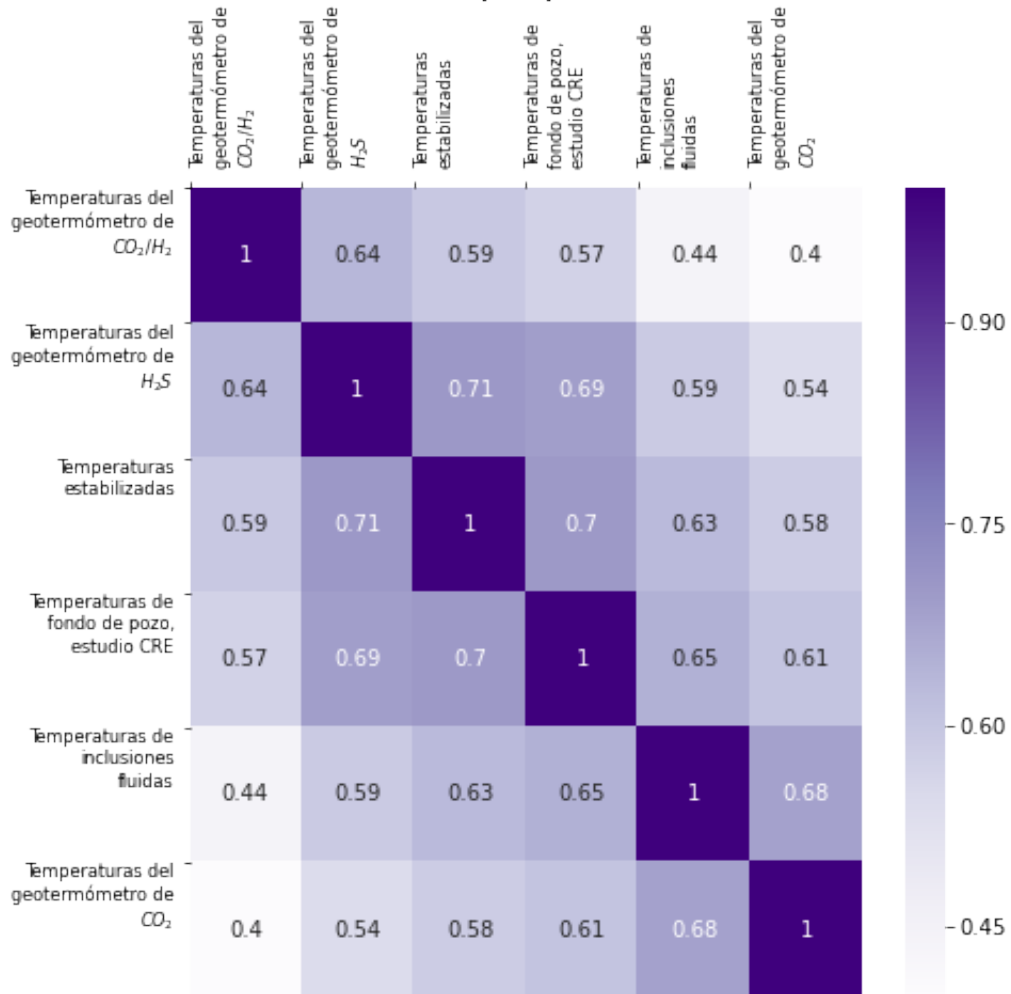 Temperaturas del
geotermómetro de
CO₂/H₂
Temperaturas del
geotermómetro de
H₂S
Temperaturas
estabilizadas
Temperaturas de
fondo de pozo,
estudio CRE
Temperaturas de
inclusiones
fluidas
Temperaturas del
geotermómetro de
CO₂
Temperaturas del
geotermómetro de
CO₂/H₂
1 0.64 0.59 0.57 0.44 0.4
Temperaturas del
geotermómetro de
H₂S
0.64 1 0.71 0.69 0.59 0.54
Temperaturas
estabilizadas
0.59 0.71 1 0.7 0.63 0.58
Temperaturas de
fondo de pozo,
estudio CRE
0.57 0.69 0.7 1 0.65 0.61
Temperaturas de
inclusiones
fluidas
0.44 0.59 0.63 0.65 1 0.68
Temperaturas del
geotermómetro de
CO₂
0.4 0.54 0.58 0.61 0.68 1
0.90
0.75
0.60
0.45